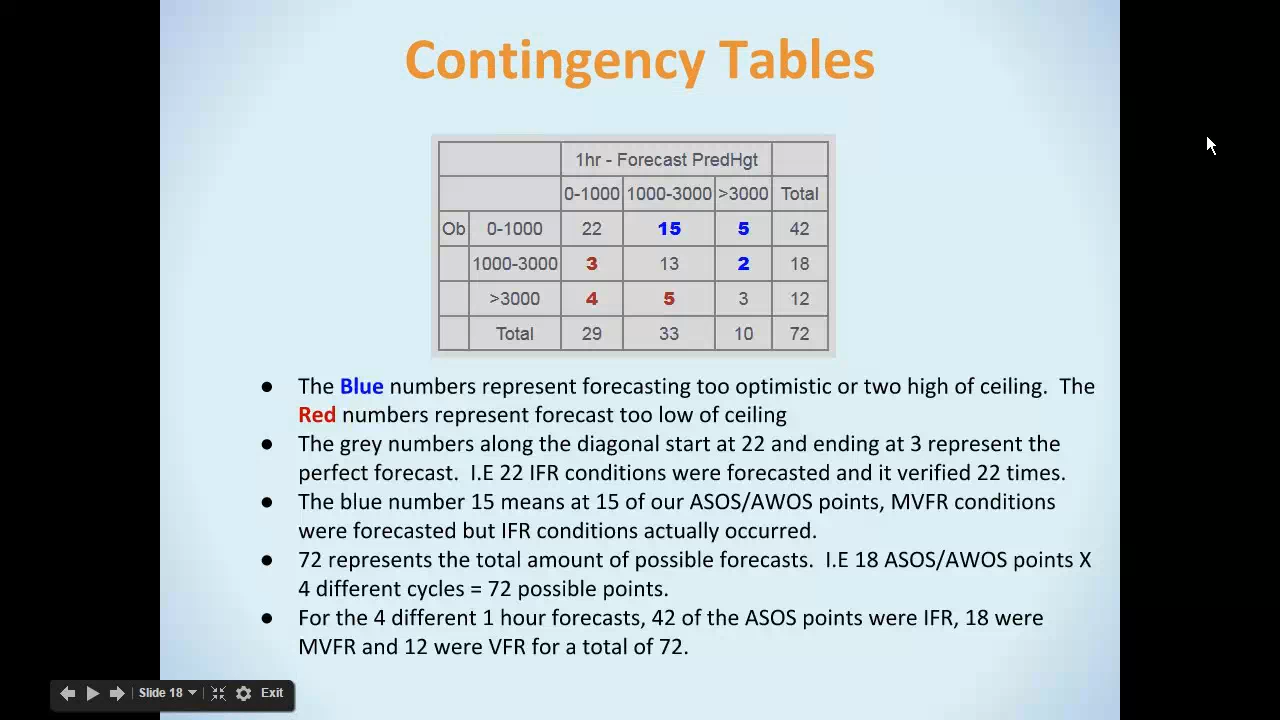 Contingency Tables
1hr - Forecast PredHgt
0-1000 1000-3000 >3000 Total
Ob 0-1000 22 15 5 42
1000-3000 3 13 2 18
>3000 4 5 3 12
Total 29 33 10 72
● The Blue numbers represent forecasting too optimistic or two high of ceiling. The
Red numbers represent forecast too low of ceiling
● The grey numbers along the diagonal start at 22 and ending at 3 represent the
perfect forecast. I.E 22 IFR conditions were forecasted and it verified 22 times.
● The blue number 15 means at 15 of our ASOS/AWOS points, MVFR conditions
were forecasted but IFR conditions actually occurred.
● 72 represents the total amount of possible forecasts. I.E 18 ASOS/AWOS points X
4 different cycles = 72 possible points.
● For the 4 different 1 hour forecasts, 42 of the ASOS points were IFR, 18 were
MVFR and 12 were VFR for a total of 72.
Slide 18 Exit